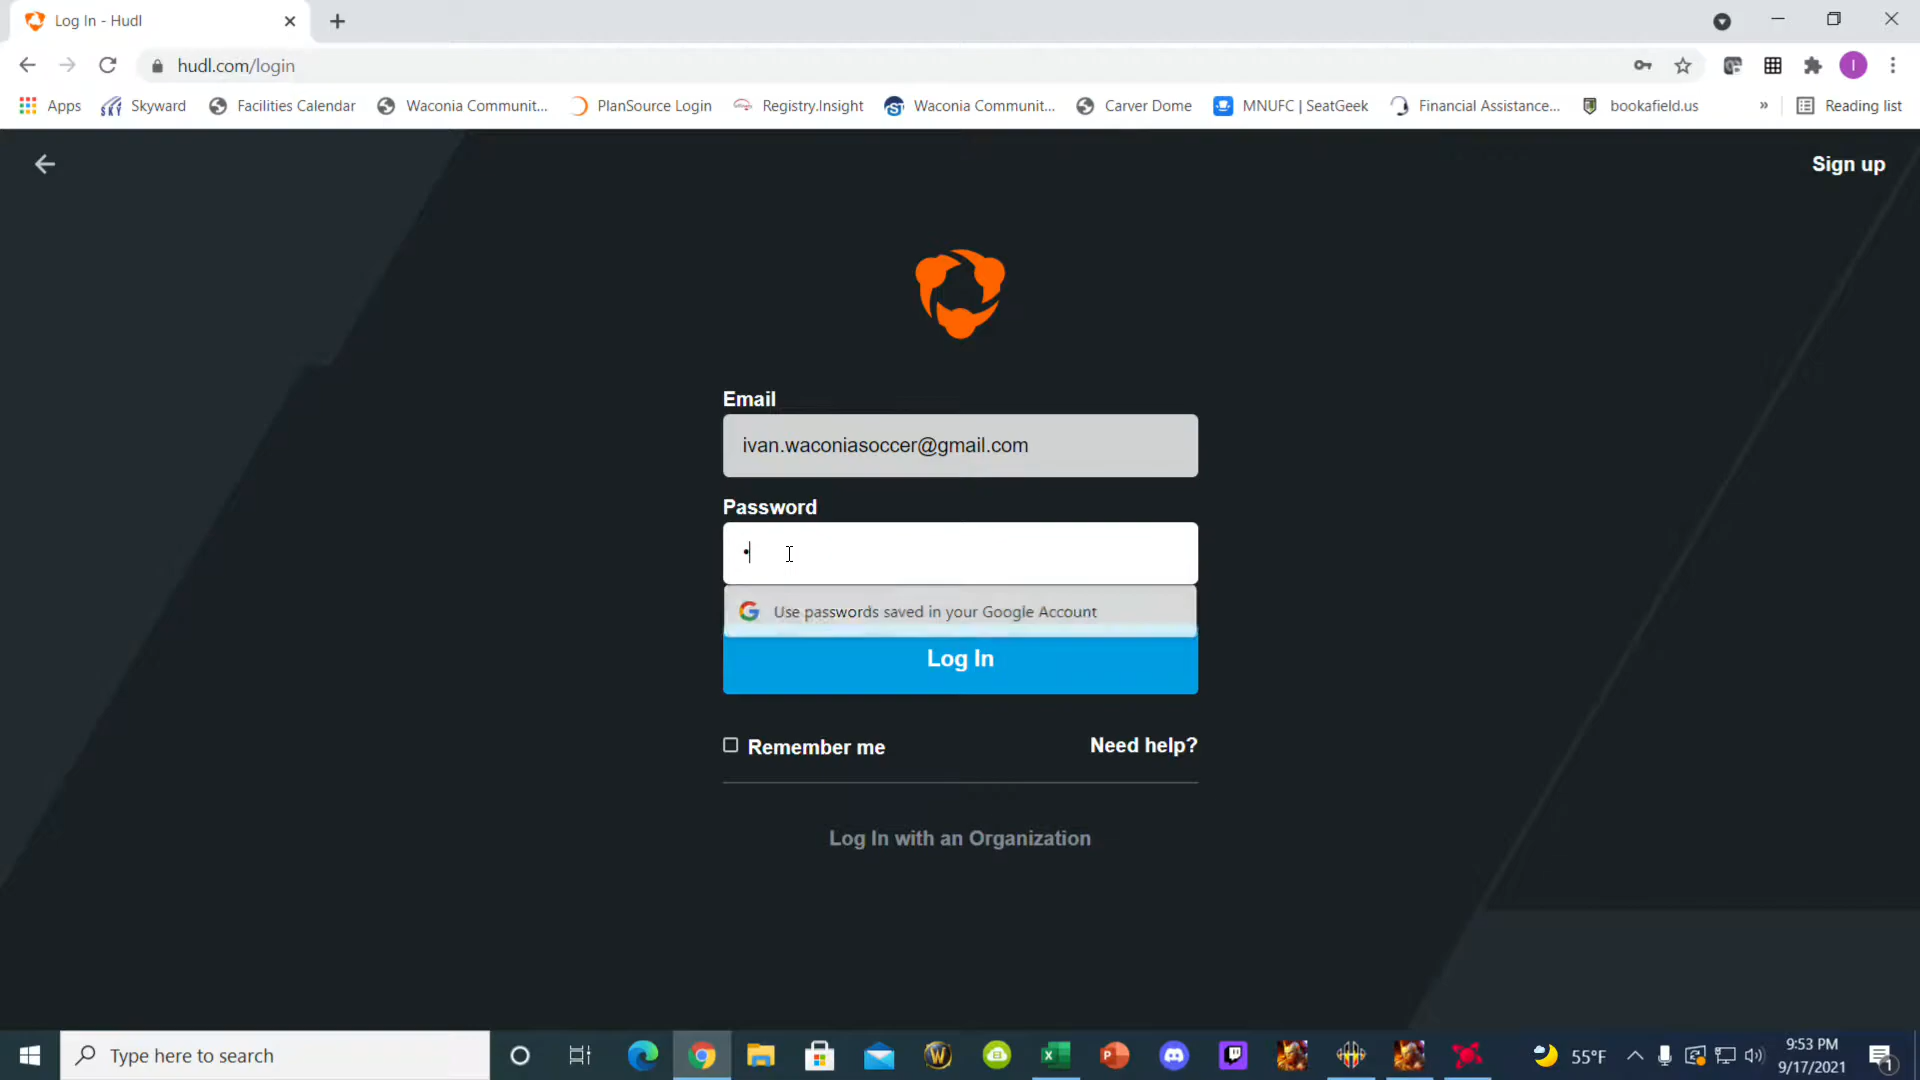 Log In - Hudl
hudl.com/login
I
Apps Skyward Facilities Calendar Waconia Communit... PlanSource Login Registry.Insight Waconia Communit... Carver Dome MNUFC | SeatGeek Financial Assistance... bookafield.us » Reading list
Sign up
Email
ivan.waconiasoccer@gmail.com
Password
•
Use passwords saved in your Google Account
Log In
Remember me Need help?
Log In with an Organization
Type here to search 55°F 9:53 PM
9/17/2021
1